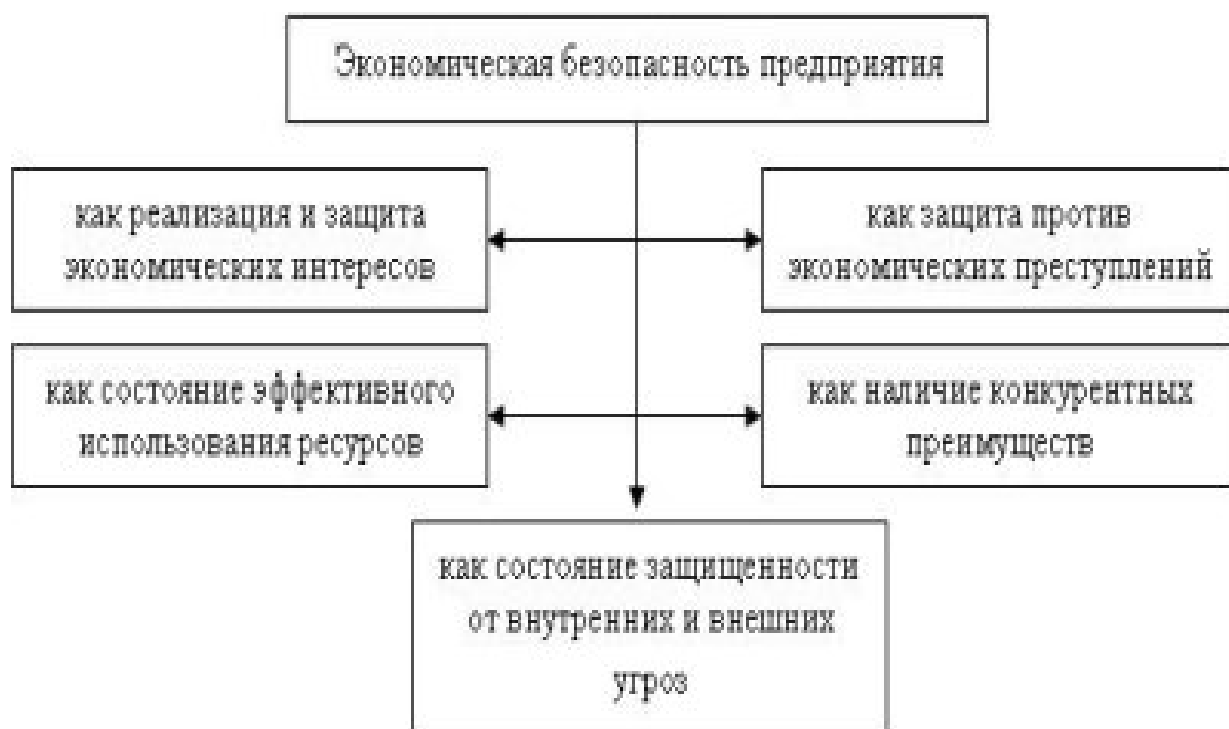 Экономическая безопасность предприятия
как реализация и защита
экономических интересов
как защита против
экономических преступлений
как состояние эффективного
использования ресурсов
как наличие конкурентных
преимуществ
как состояние защищенности
от внутренних и внешних
угроз